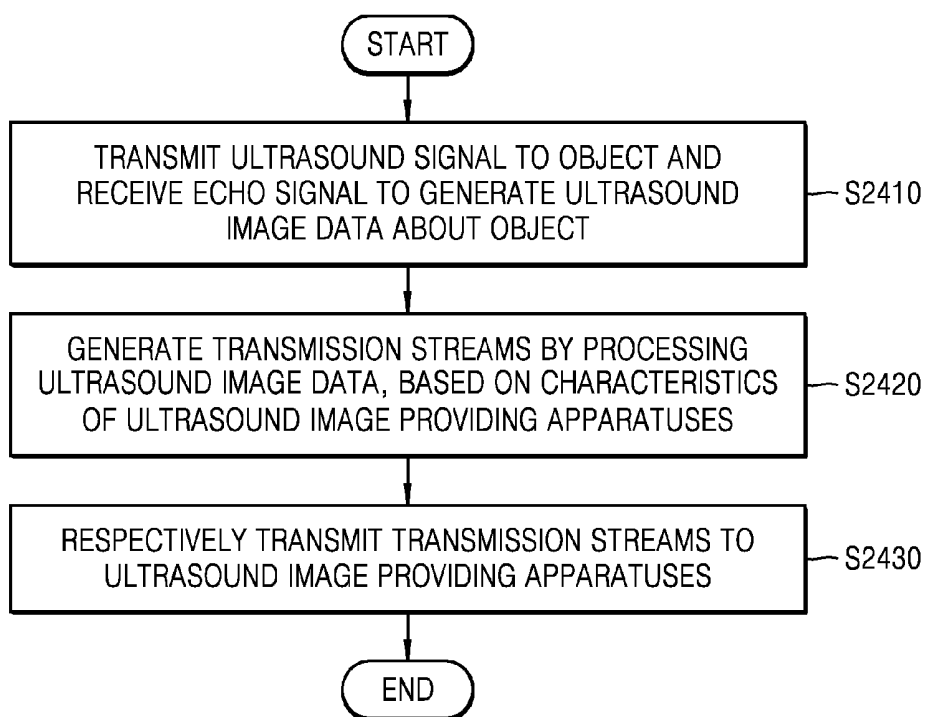 START
TRANSMIT ULTRASOUND SIGNAL TO OBJECT AND
RECEIVE ECHO SIGNAL TO GENERATE ULTRASOUND
IMAGE DATA ABOUT OBJECT
S2410
GENERATE TRANSMISSION STREAMS BY PROCESSING
ULTRASOUND IMAGE DATA, BASED ON CHARACTERISTICS
OF ULTRASOUND IMAGE PROVIDING APPARATUSES
S2420
RESPECTIVELY TRANSMIT TRANSMISSION STREAMS TO
ULTRASOUND IMAGE PROVIDING APPARATUSES
S2430
END